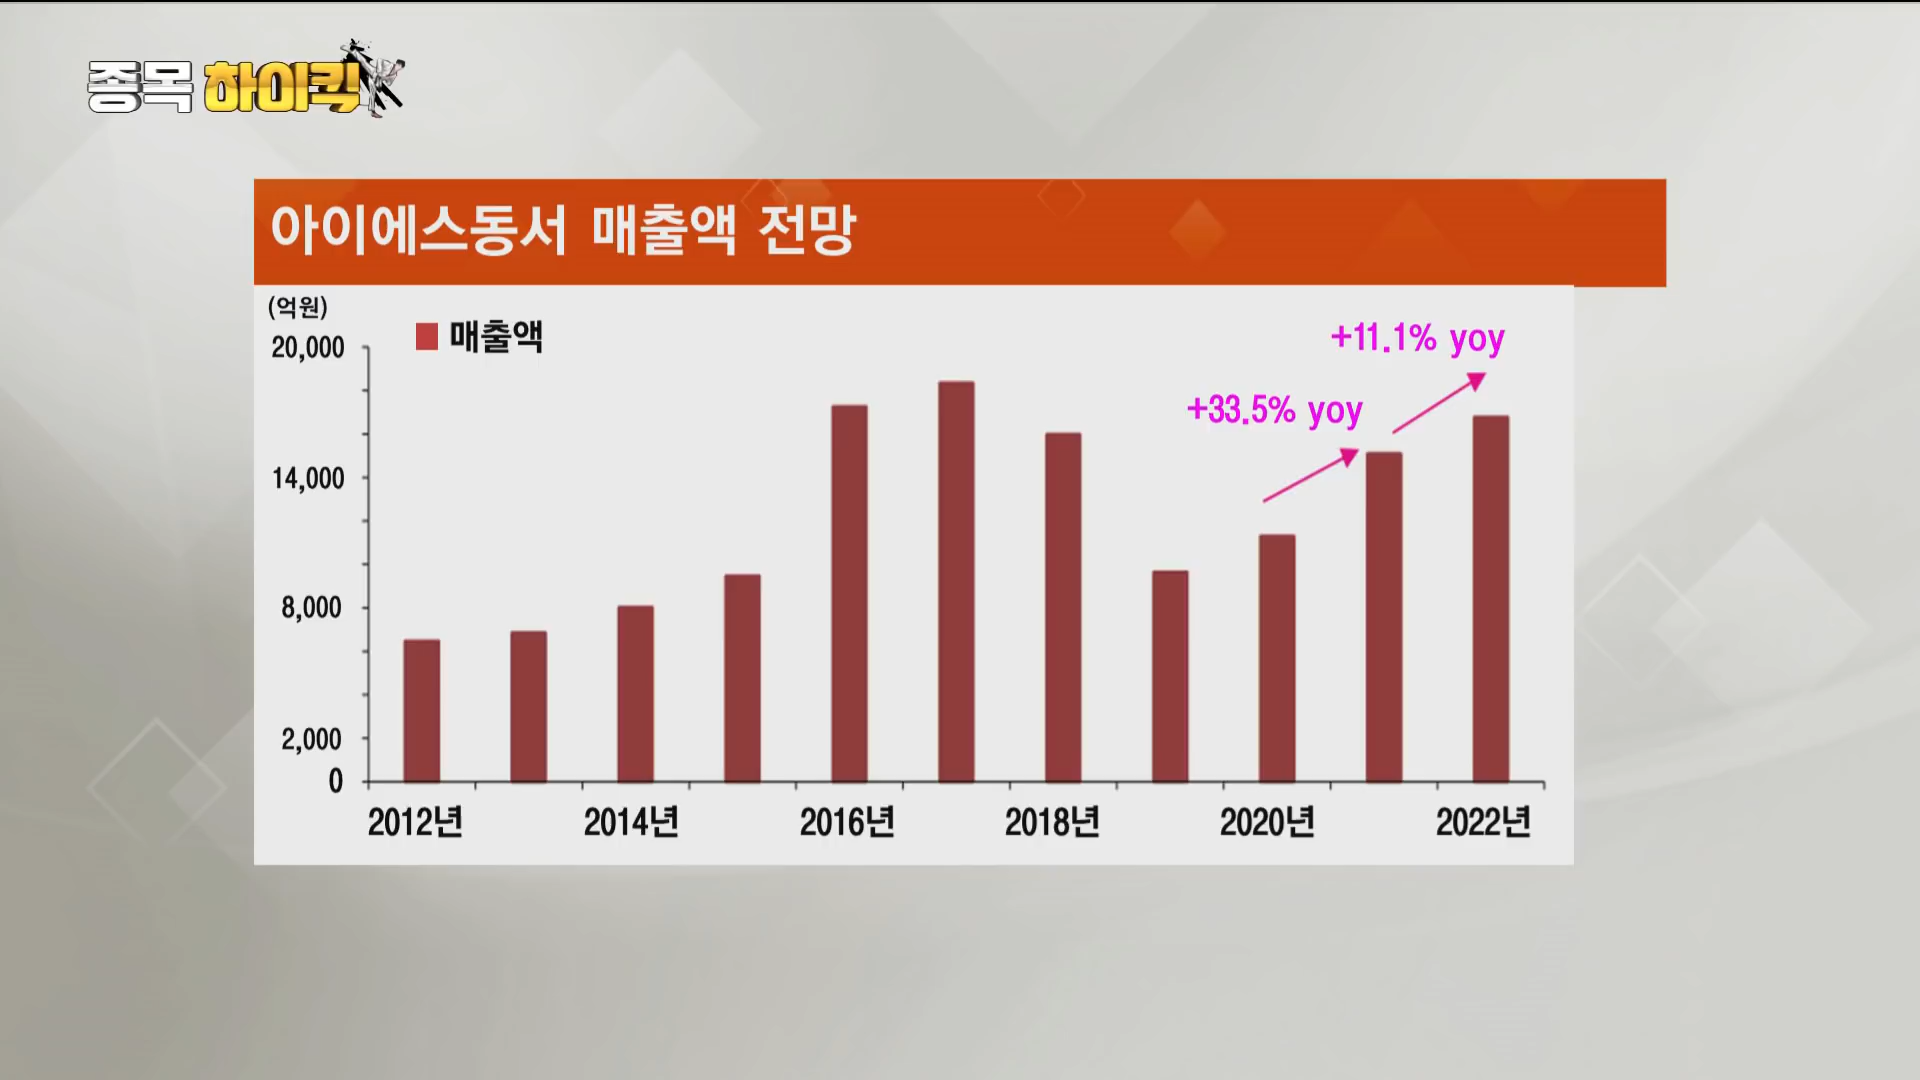 종목 하이킥
아이에스동서 매출액 전망
(억원)
매출액
20,000
14,000
8,000
2,000
0
+33.5% yoy
+11.1% yoy
2012년 2014년 2016년 2018년 2020년 2022년